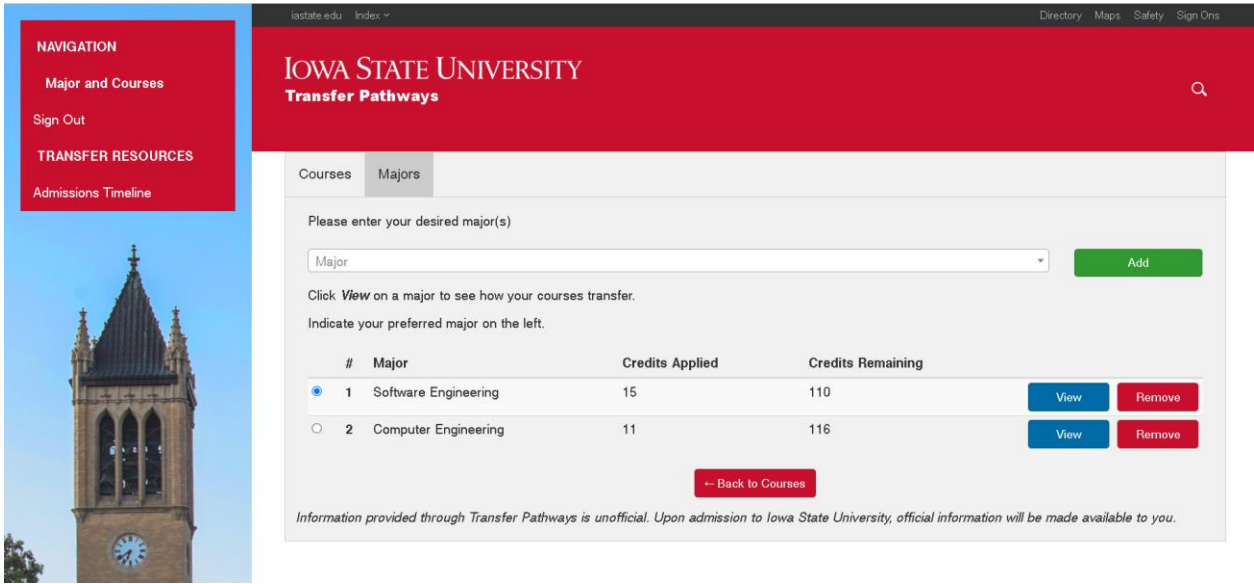 iastate.edu Index
Directory Maps Safety Sign Ons
NAVIGATION
Major and Courses
Sign Out
TRANSFER RESOURCES
Admissions Timeline
IOWA STATE UNIVERSITY
Transfer Pathways
Courses Majors
Please enter your desired major(s)
Major Add
Click View on a major to see how your courses transfer.
Indicate your preferred major on the left.
# Major Credits Applied Credits Remaining
1 Software Engineering 15 110 View Remove
2 Computer Engineering 11 116 View Remove
← Back to Courses
Information provided through Transfer Pathways is unofficial. Upon admission to Iowa State University, official information will be made available to you.